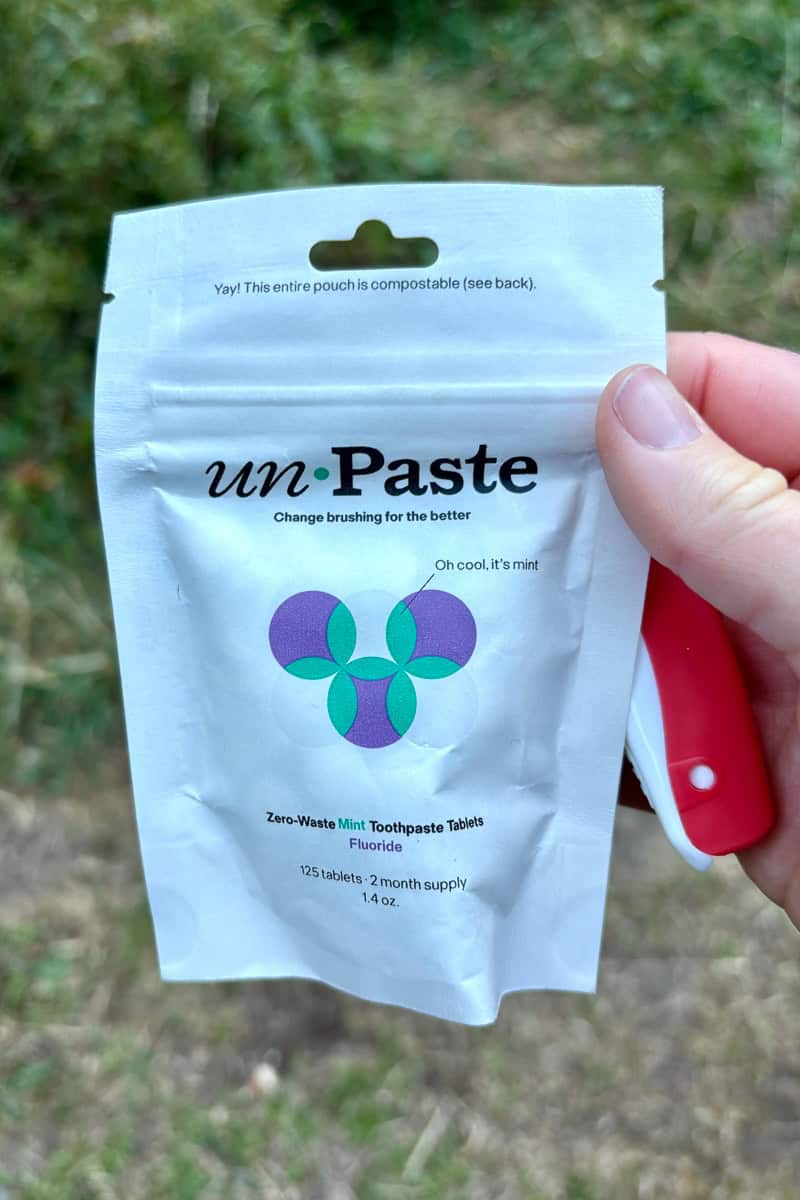 Yay! This entire pouch is compostable (see back).
un·Paste
Change brushing for the better
Oh cool, it's mint
Zero-Waste Mint Toothpaste Tablets
Fluoride
125 tablets · 2 month supply
1.4 oz.